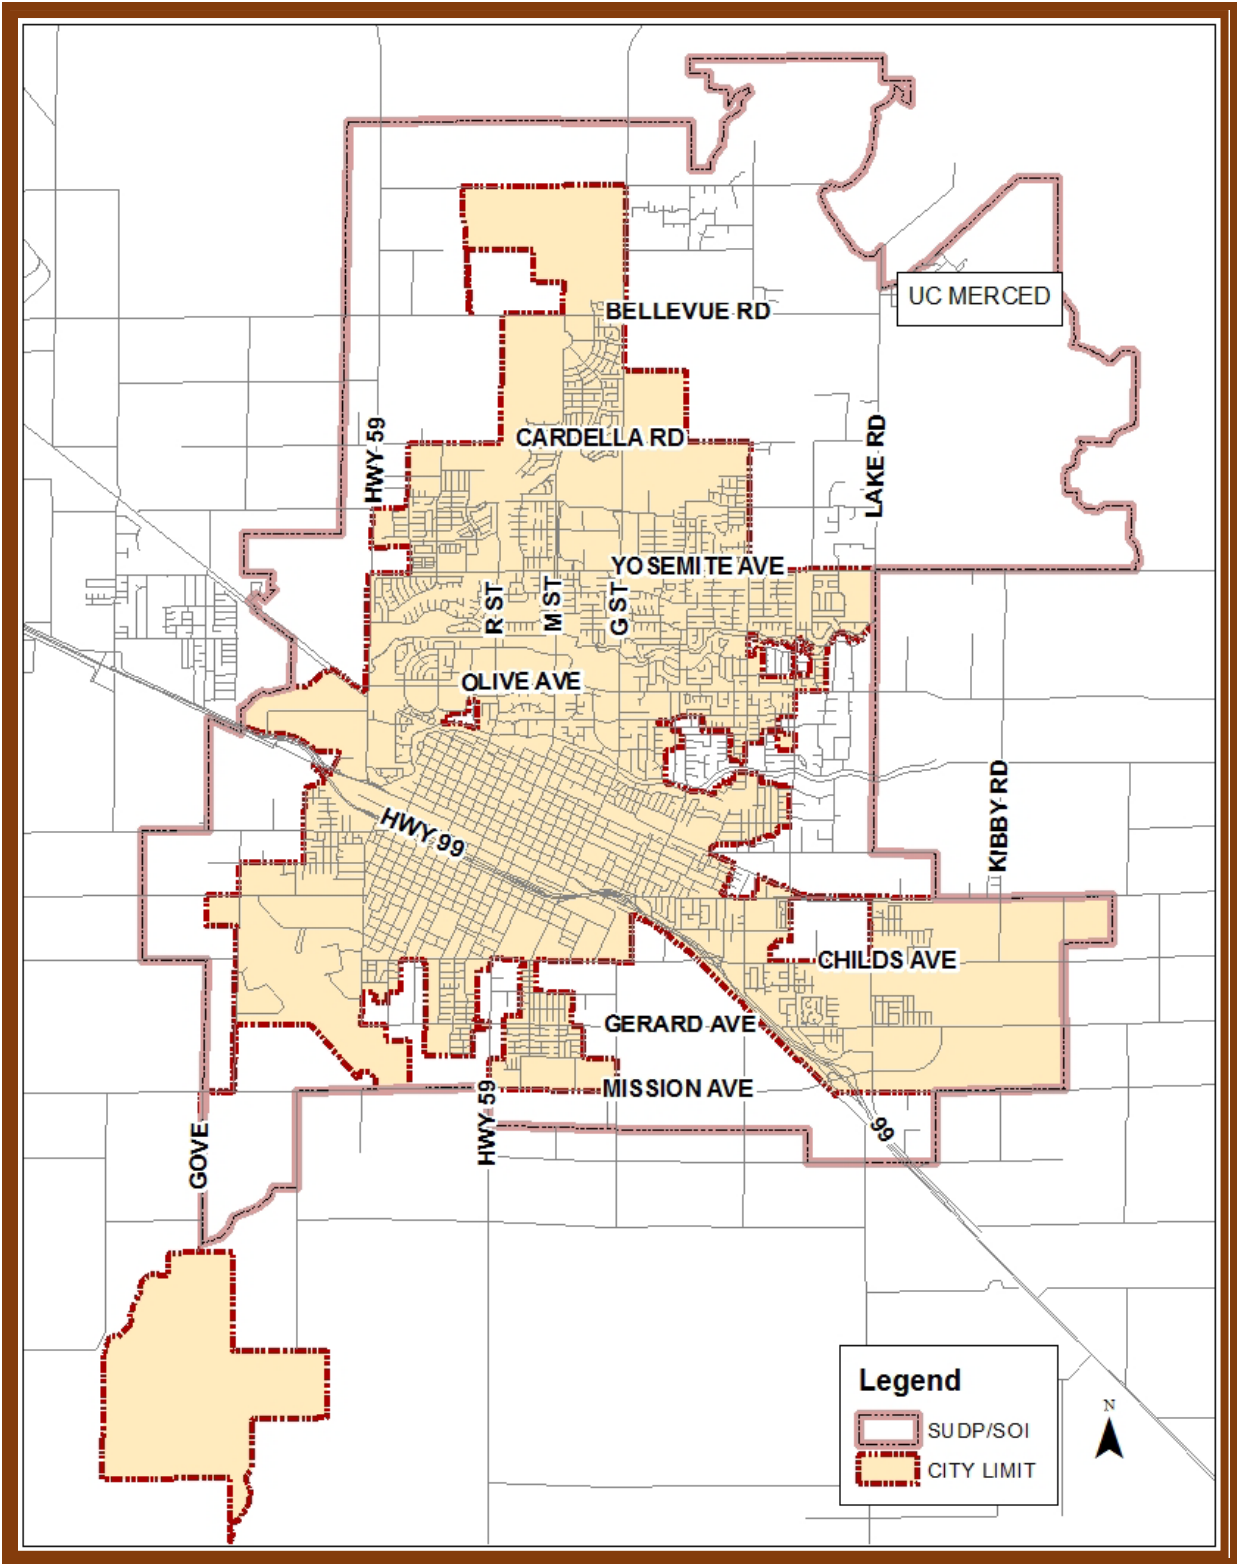 UC MERCED
BELLEVUE RD
CARDELLA RD
HWY 59
LAKE RD
YOSEMITE AVE
R ST
M ST
G ST
OLIVE AVE
KIBBY RD
HWY 99
CHILDS AVE
GERARD AVE
MISSION AVE
HWY 59
99
GOVE
Legend
SUDP/SOI
CITY LIMIT
N